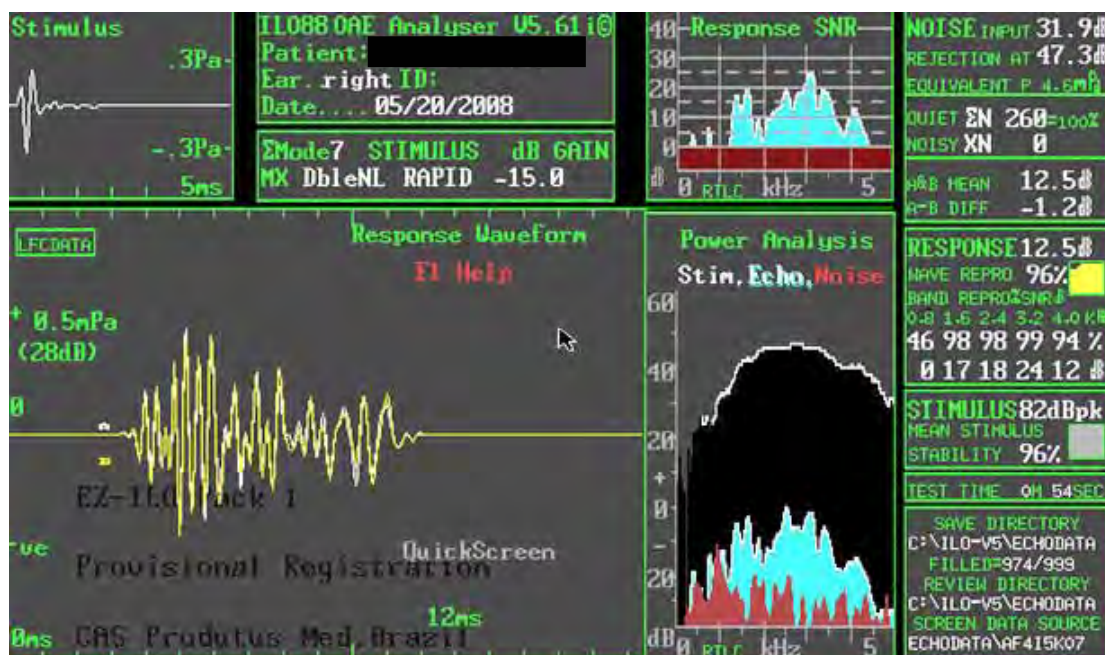 Stimulus
.3Pa-
-.3Pa-
5ms
ILO88 OAE Analyser V5.61i©
Patient:
Ear. right ID:
Date..... 05/20/2008
ΣMode7 STIMULUS dB GAIN
MX DbleNL RAPID -15.0
Response SNR
40
30
20
10
0
dB 0 RTLC kHz 5
NOISE INPUT 31.9dB
REJECTION AT 47.3dB
EQUIVALENT P 4.6mPa
QUIET ΣN 260=100%
NOISY XN 0
A&B MEAN 12.5dB
A-B DIFF -1.2dB
RESPONSE 12.5dB
WAVE REPRO 96%
BAND REPRO%SNRdB
0.8 1.6 2.4 3.2 4.0 KH
46 98 98 99 94 %
0 17 18 24 12 dB
STIMULUS 82dBpk
MEAN STIMULUS
STABILITY 96%
TEST TIME 0M 54SEC
SAVE DIRECTORY
C:\ILO-V5\ECHODATA
FILLED=974/999
REVIEW DIRECTORY
C:\ILO-V5\ECHODATA
SCREEN DATA SOURCE
ECHODATA\AF415K07
LFCDATA
Response Waveform
F1 Help
+ 0.5mPa
(28dB)
0
A
B
-ve
QuickScreen
Provisional Registration
12ms
0ms GAS Produtus Med.Brazil
Power Analysis
Stim,Echo,Noise
60
40
20
+
0
-
20
dB 0 RTLC kHz 5